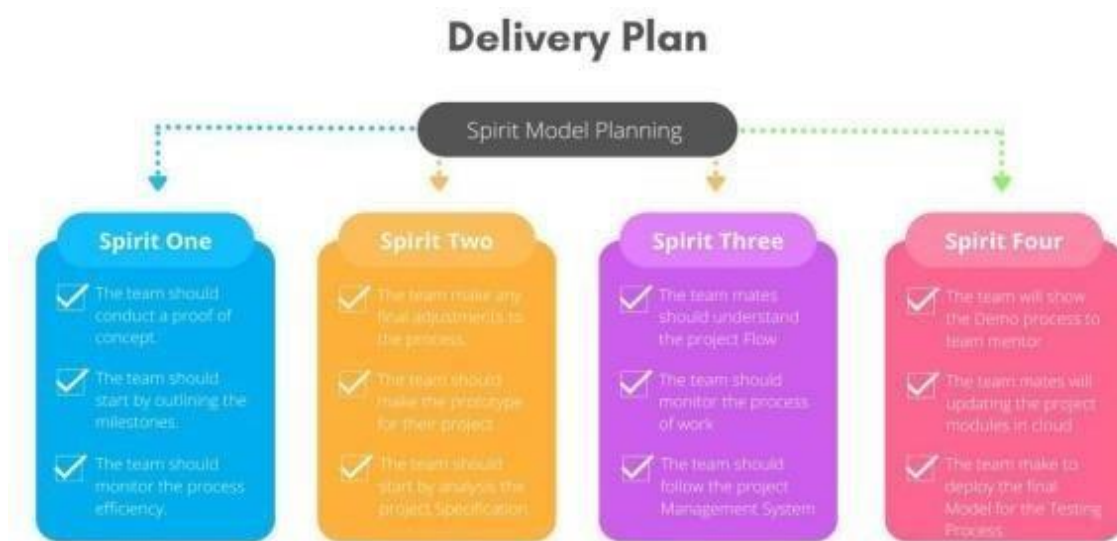 Delivery Plan
Spirit Model Planning
Spirit One
The team should
conduct a proof of
concept.
The team should
start by outlining the
milestones.
The team should
monitor the process
efficiency.
Spirit Two
The team make any
final adjustments to
the process.
The team should
make the prototype
for their project
The team should
start by analysis the
project Specification
Spirit Three
The team mates
should understand
the project Flow
The team should
monitor the process
of work
The team should
follow the project
Management System
Spirit Four
The team will show
the Demo process to
team mentor
The team mates will
updating the project
modules in cloud
The team make to
deploy the final
Model for the Testing
Process